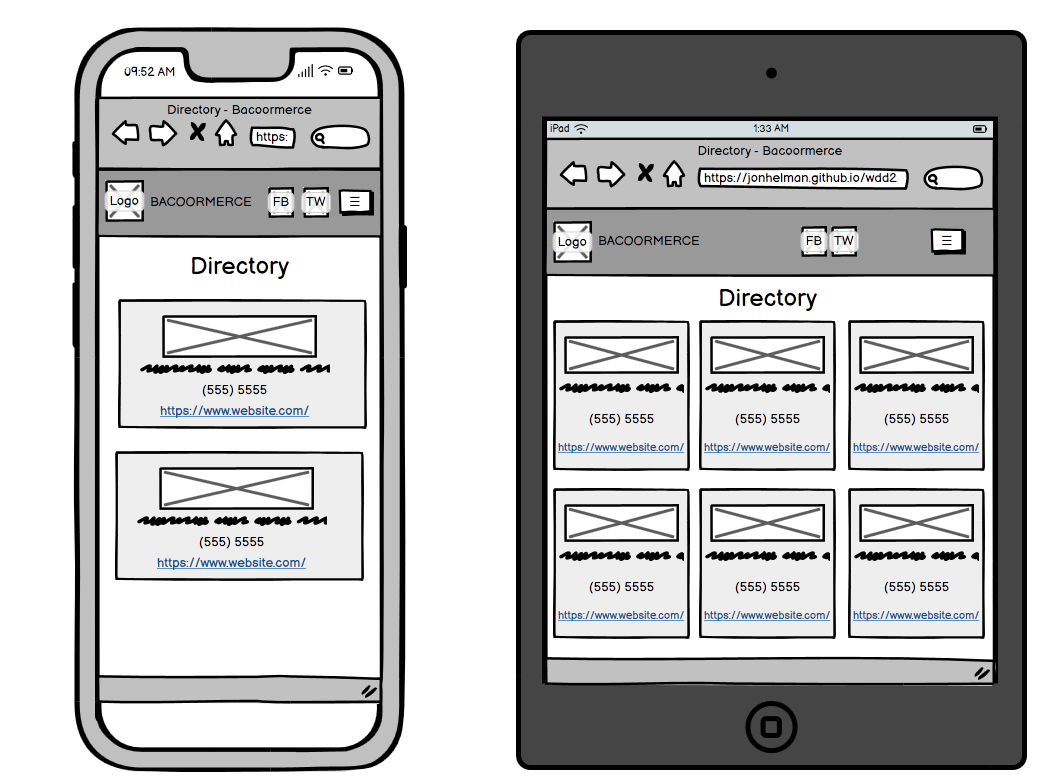 09:52 AM
Directory - Bacoormerce
https:
Logo BACOORMERCE FB TW ☰
Directory
(555) 5555
https://www.website.com/
(555) 5555
https://www.website.com/
iPad 1:33 AM
Directory - Bacoormerce
https://jonhelman.github.io/wdd2
Logo BACOORMERCE FB TW ☰
Directory
(555) 5555 (555) 5555 (555) 5555
https://www.website.com/ https://www.website.com/ https://www.website.com/
(555) 5555 (555) 5555 (555) 5555
https://www.website.com/ https://www.website.com/ https://www.website.com/